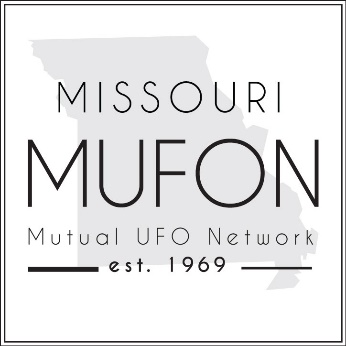 MISSOURI
MUFON
Mutual UFO Network
est. 1969